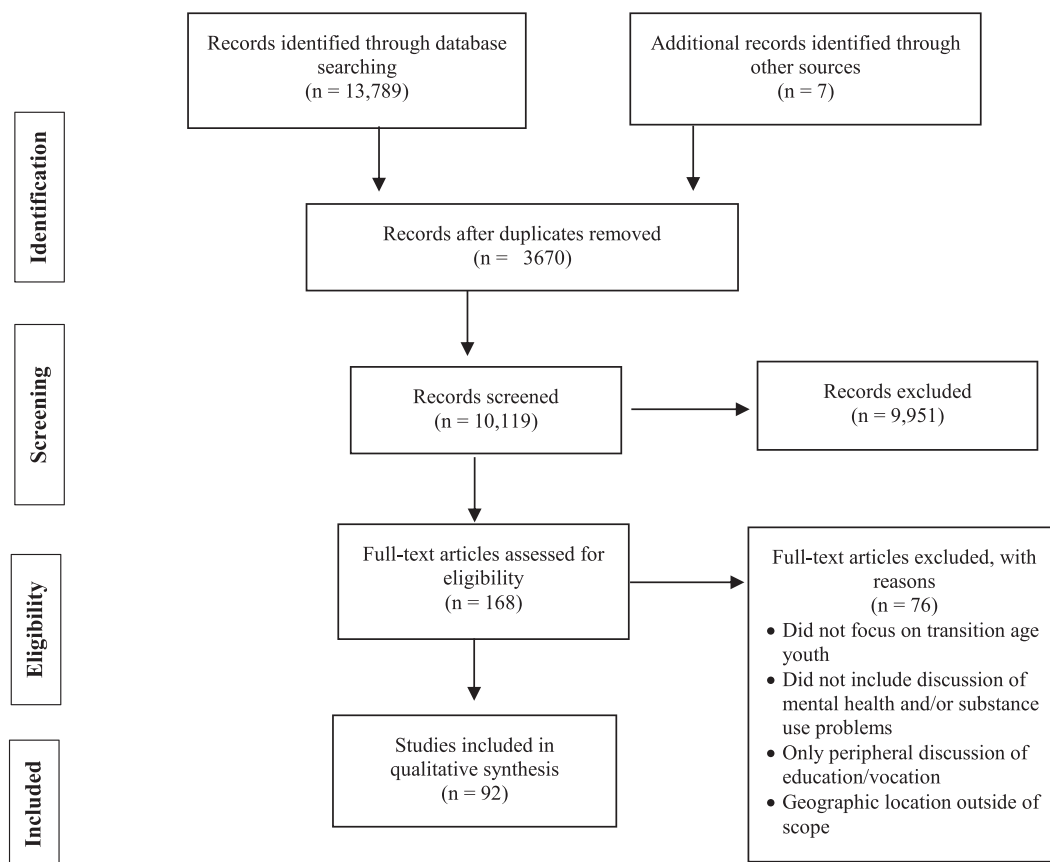 Records identified through database
searching
(n = 13,789)
Additional records identified through
other sources
(n = 7)
Identification
Records after duplicates removed
(n = 3670)
Screening
Records screened
(n = 10,119)
Records excluded
(n = 9,951)
Eligibility
Full-text articles assessed for
eligibility
(n = 168)
Full-text articles excluded, with
reasons
(n = 76)
• Did not focus on transition age
youth
• Did not include discussion of
mental health and/or substance
use problems
• Only peripheral discussion of
education/vocation
• Geographic location outside of
scope
Included
Studies included in
qualitative synthesis
(n = 92)